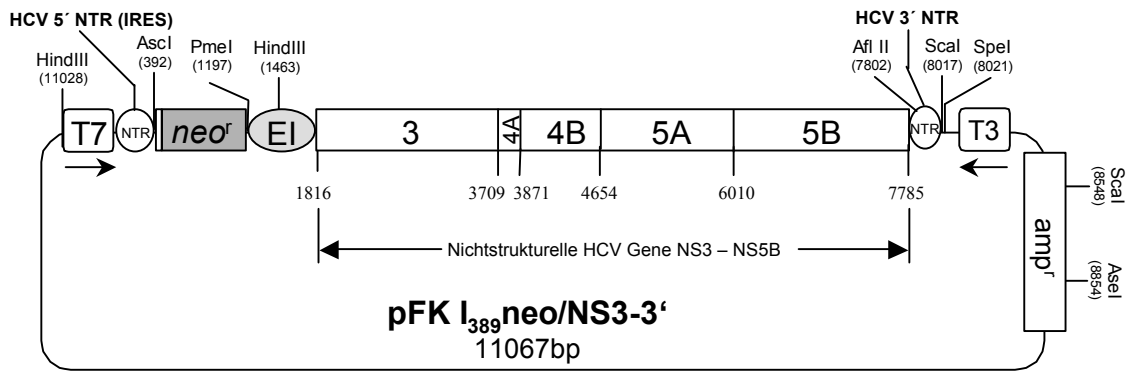 HCV 5´ NTR (IRES)
HCV 3´ NTR
HindIII
(11028)
AscI
(392)
PmeI
(1197)
HindIII
(1463)
Afl II
(7802)
ScaI
(8017)
SpeI
(8021)
T7
NTR
neoʳ
EI
3
4A
4B
5A
5B
NTR
T3
1816
3709
3871
4654
6010
7785
Nichtstrukturelle HCV Gene NS3 – NS5B
ampʳ
ScaI
(8548)
AseI
(8854)
pFK I₃₈₉neo/NS3-3‘
11067bp